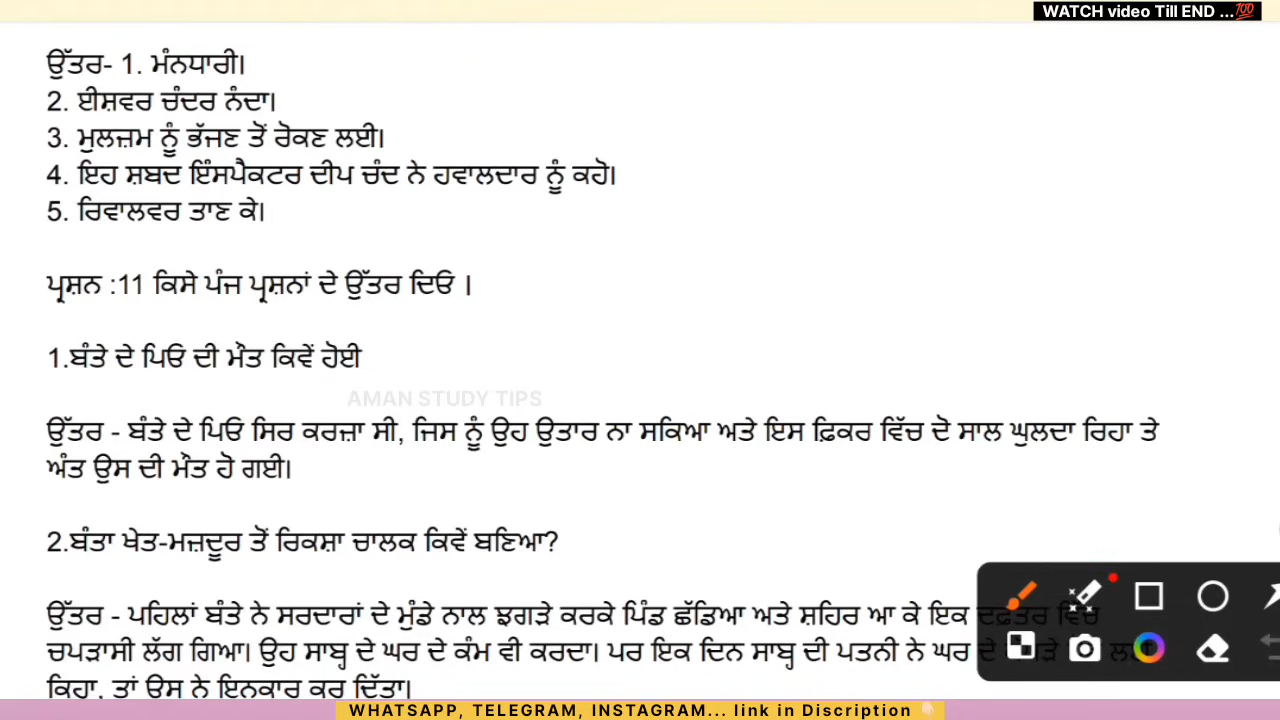 WATCH video Till END ...💯
ਉੱਤਰ- 1. ਮੰਨਧਾਰੀ।
2. ਈਸ਼ਵਰ ਚੰਦਰ ਨੰਦਾ।
3. ਮੁਲਜ਼ਮ ਨੂੰ ਭੱਜਣ ਤੋਂ ਰੋਕਣ ਲਈ।
4. ਇਹ ਸ਼ਬਦ ਇੰਸਪੈਕਟਰ ਦੀਪ ਚੰਦ ਨੇ ਹਵਾਲਦਾਰ ਨੂੰ ਕਹੋ।
5. ਰਿਵਾਲਵਰ ਤਾਣ ਕੇ।
ਪ੍ਰਸ਼ਨ :11 ਕਿਸੇ ਪੰਜ ਪ੍ਰਸ਼ਨਾਂ ਦੇ ਉੱਤਰ ਦਿਓ ।
1.ਬੰਤੇ ਦੇ ਪਿਓ ਦੀ ਮੌਤ ਕਿਵੇਂ ਹੋਈ
AMAN STUDY TIPS
ਉੱਤਰ - ਬੰਤੇ ਦੇ ਪਿਓ ਸਿਰ ਕਰਜ਼ਾ ਸੀ, ਜਿਸ ਨੂੰ ਉਹ ਉਤਾਰ ਨਾ ਸਕਿਆ ਅਤੇ ਇਸ ਫ਼ਿਕਰ ਵਿੱਚ ਦੋ ਸਾਲ ਘੁਲਦਾ ਰਿਹਾ ਤੇ
ਅੰਤ ਉਸ ਦੀ ਮੌਤ ਹੋ ਗਈ।
2.ਬੰਤਾ ਖੇਤ-ਮਜ਼ਦੂਰ ਤੋਂ ਰਿਕਸ਼ਾ ਚਾਲਕ ਕਿਵੇਂ ਬਣਿਆ?
ਉੱਤਰ - ਪਹਿਲਾਂ ਬੰਤੇ ਨੇ ਸਰਦਾਰਾਂ ਦੇ ਮੁੰਡੇ ਨਾਲ ਝਗੜੇ ਕਰਕੇ ਪਿੰਡ ਛੱਡਿਆ ਅਤੇ ਸ਼ਹਿਰ ਆ ਕੇ ਇਕ ਦਫ਼ਤਰ ਵਿੱਚ
ਚਪੜਾਸੀ ਲੱਗ ਗਿਆ। ਉਹ ਸਾਬ੍ਹ ਦੇ ਘਰ ਦੇ ਕੰਮ ਵੀ ਕਰਦਾ। ਪਰ ਇਕ ਦਿਨ ਸਾਬ੍ਹ ਦੀ ਪਤਨੀ ਨੇ ਘਰ ਦੇ
ਕਿਹਾ, ਤਾਂ ਉਸ ਨੇ ਇਨਕਾਰ ਕਰ ਦਿੱਤਾ।
WHATSAPP, TELEGRAM, INSTAGRAM... link in Discription 👇🏻